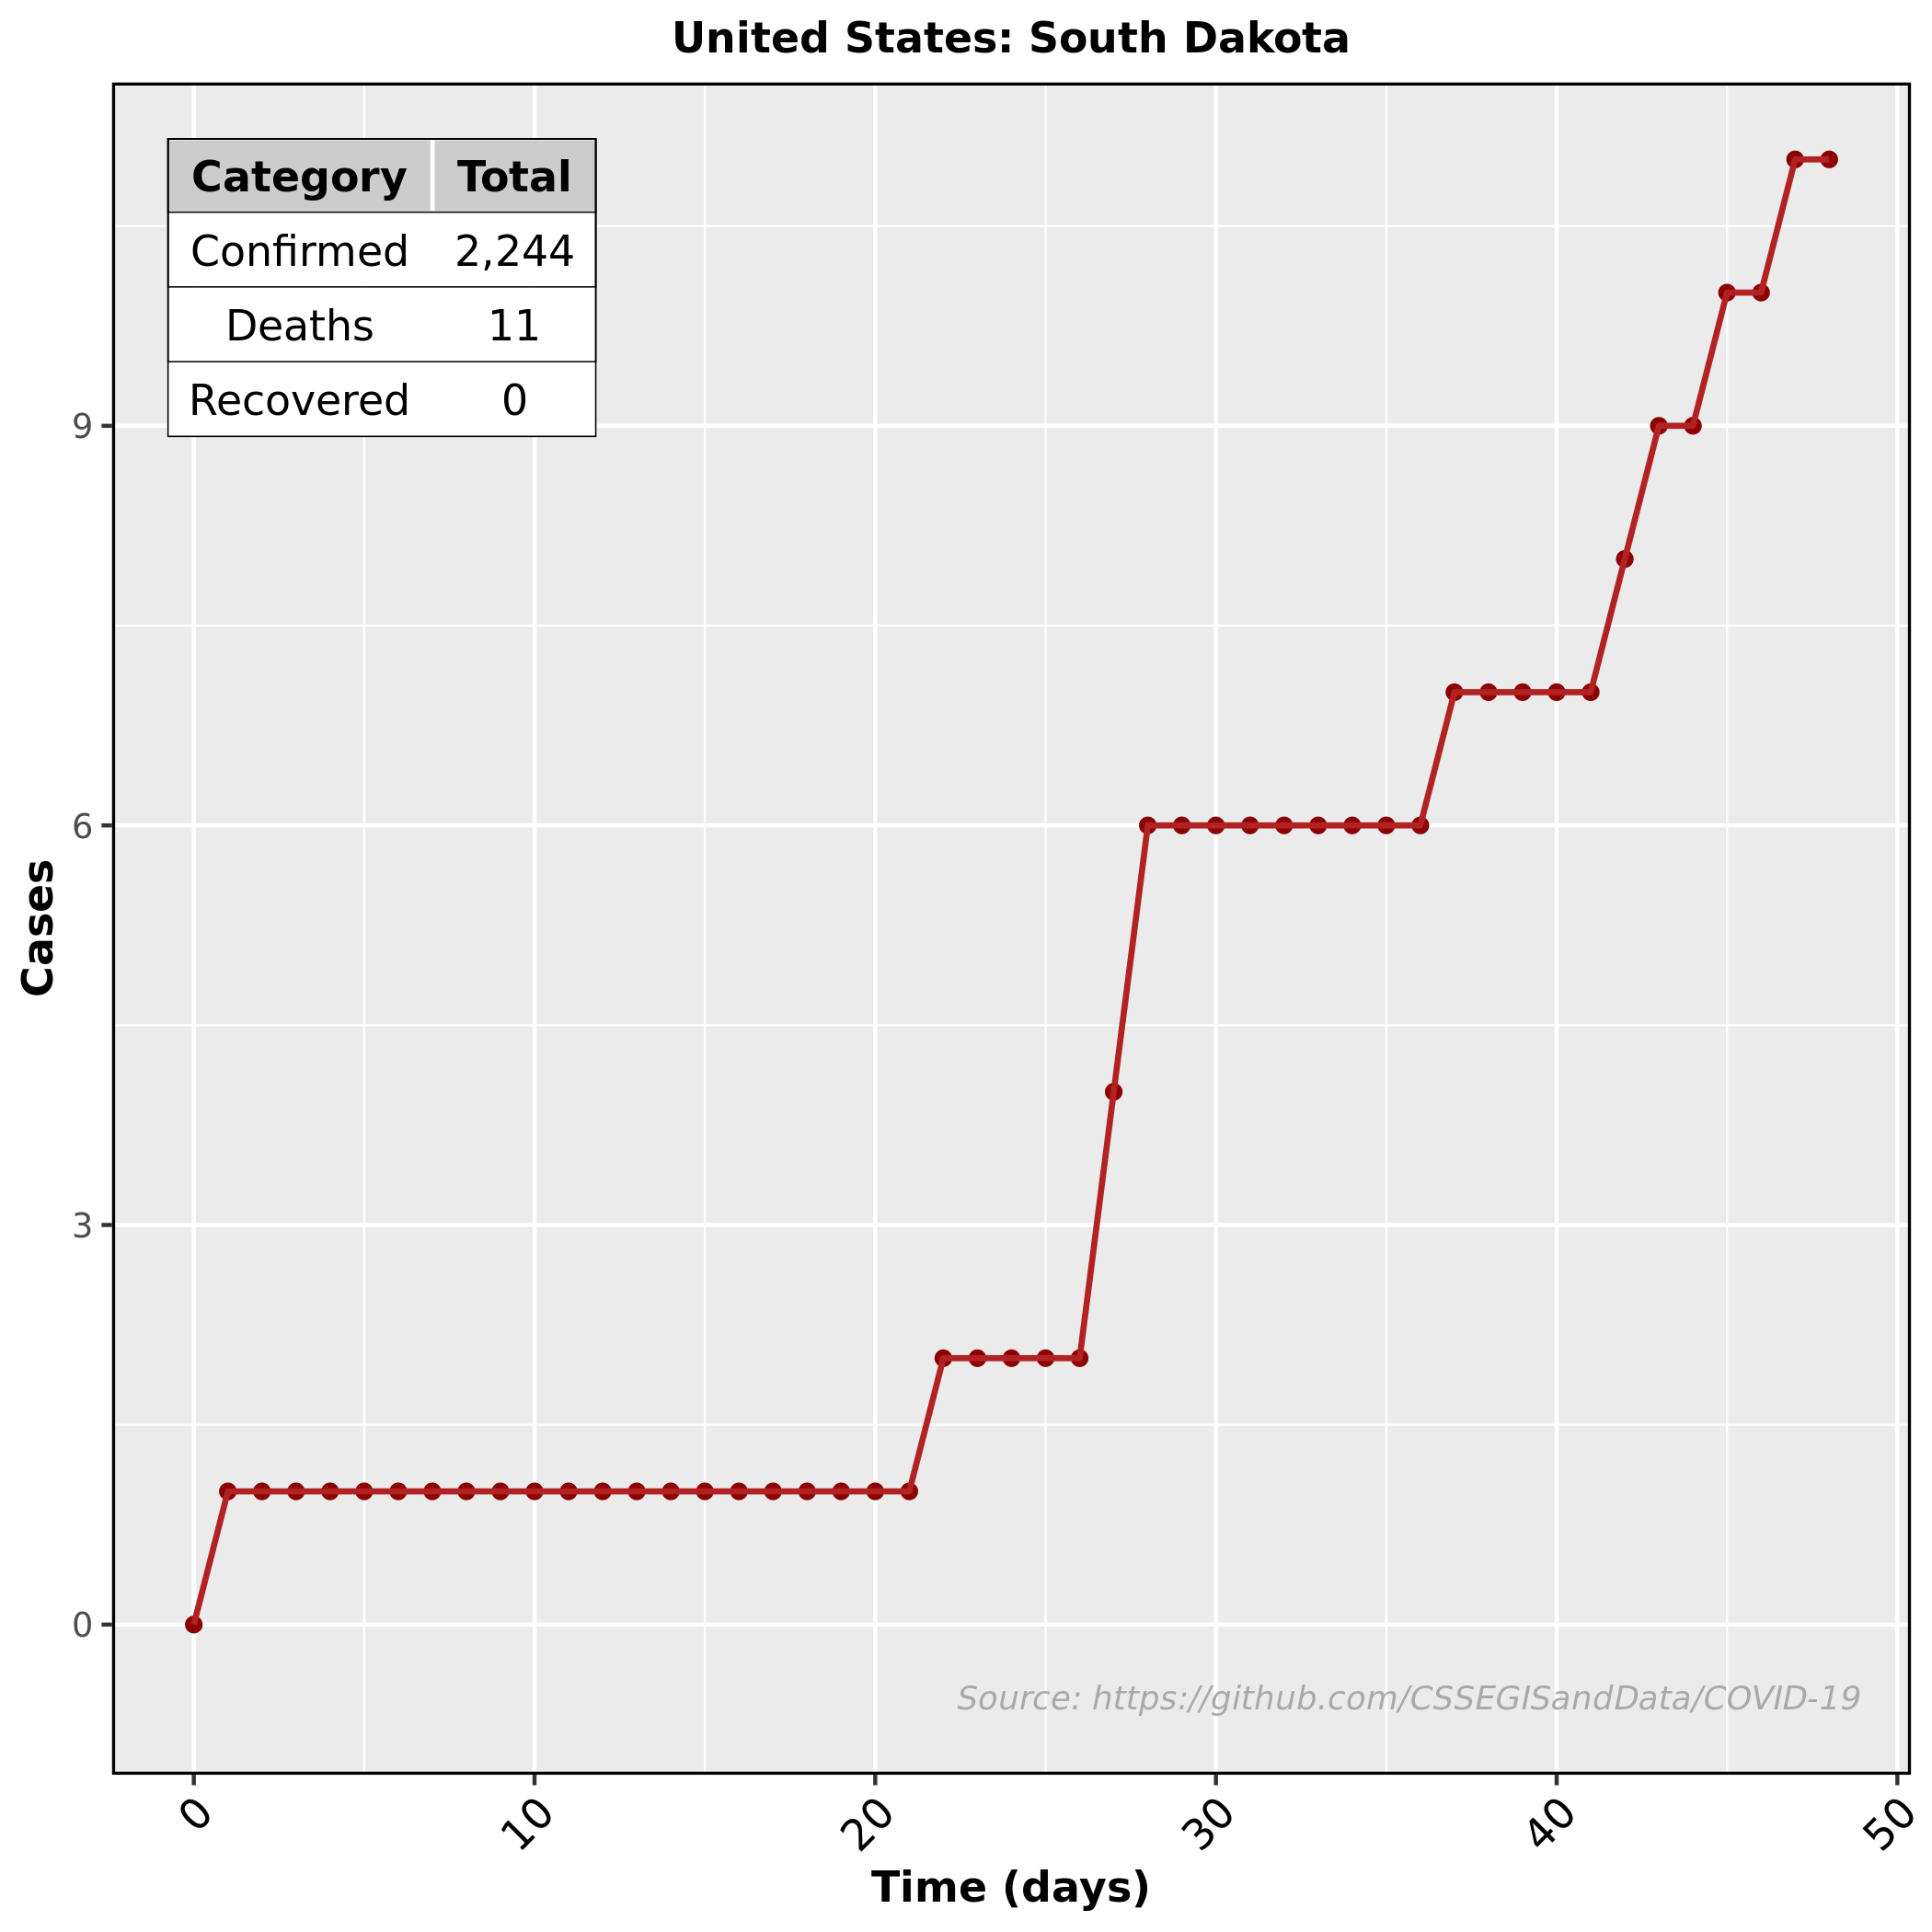 United States: South Dakota
Category Total
Confirmed 2,244
Deaths 11
Recovered 0
9
6
3
0
Cases
Source: https://github.com/CSSEGISandData/COVID-19
0 10 20 30 40 50
Time (days)